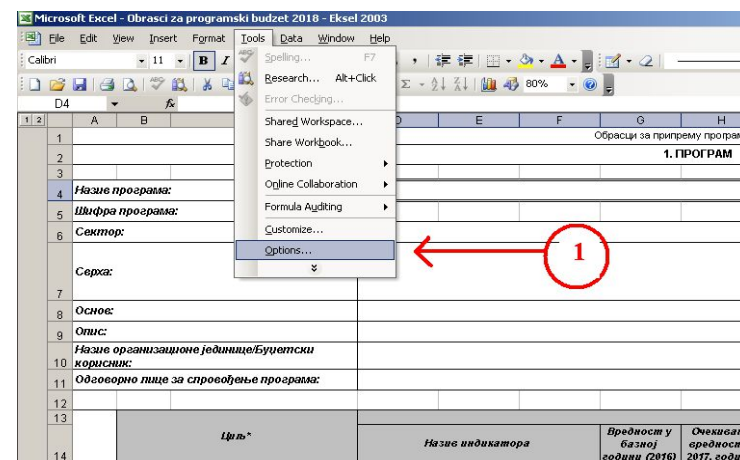 Microsoft Excel - Obrasci za programski budzet 2018 - Eksel 2003
File Edit View Insert Format Tools Data Window Help
Calibri 11 B I
Spelling... F7
Research... Alt+Click
Error Checking...
Shared Workspace...
Share Workbook...
Protection
Online Collaboration
Formula Auditing
Customize...
Options...
80%
D4 fx
1 2 A B E F G H
1 Обрасци за припрему програм
2 1. ПРОГРАМ
3
4 Назив програма:
5 Шифра програма:
6 Сектор:
1
7 Сврха:
8 Основ:
9 Опис:
Назив организационе јединице/Буџетски
10 корисник:
11 Одговорно лице за спровођење програма:
12
13
14 Циљ* Назив индикатора
Вредност у базној години (2016)
Очекиван вредност 2017. годи